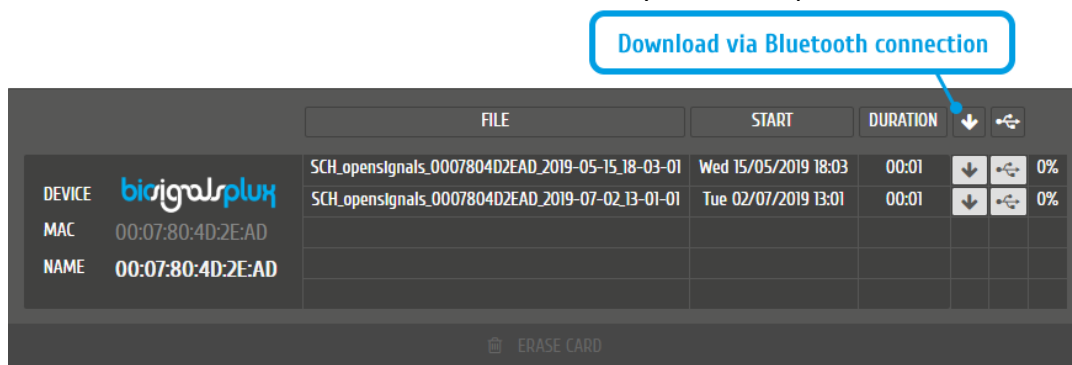 Download via Bluetooth connection
FILE START DURATION
SCH_opensignals_0007804D2EAD_2019-05-15_18-03-01 Wed 15/05/2019 18:03 00:01 0%
DEVICE biosignalsplux
SCH_opensignals_0007804D2EAD_2019-07-02_13-01-01 Tue 02/07/2019 13:01 00:01 0%
MAC 00:07:80:4D:2E:AD
NAME 00:07:80:4D:2E:AD
ERASE CARD